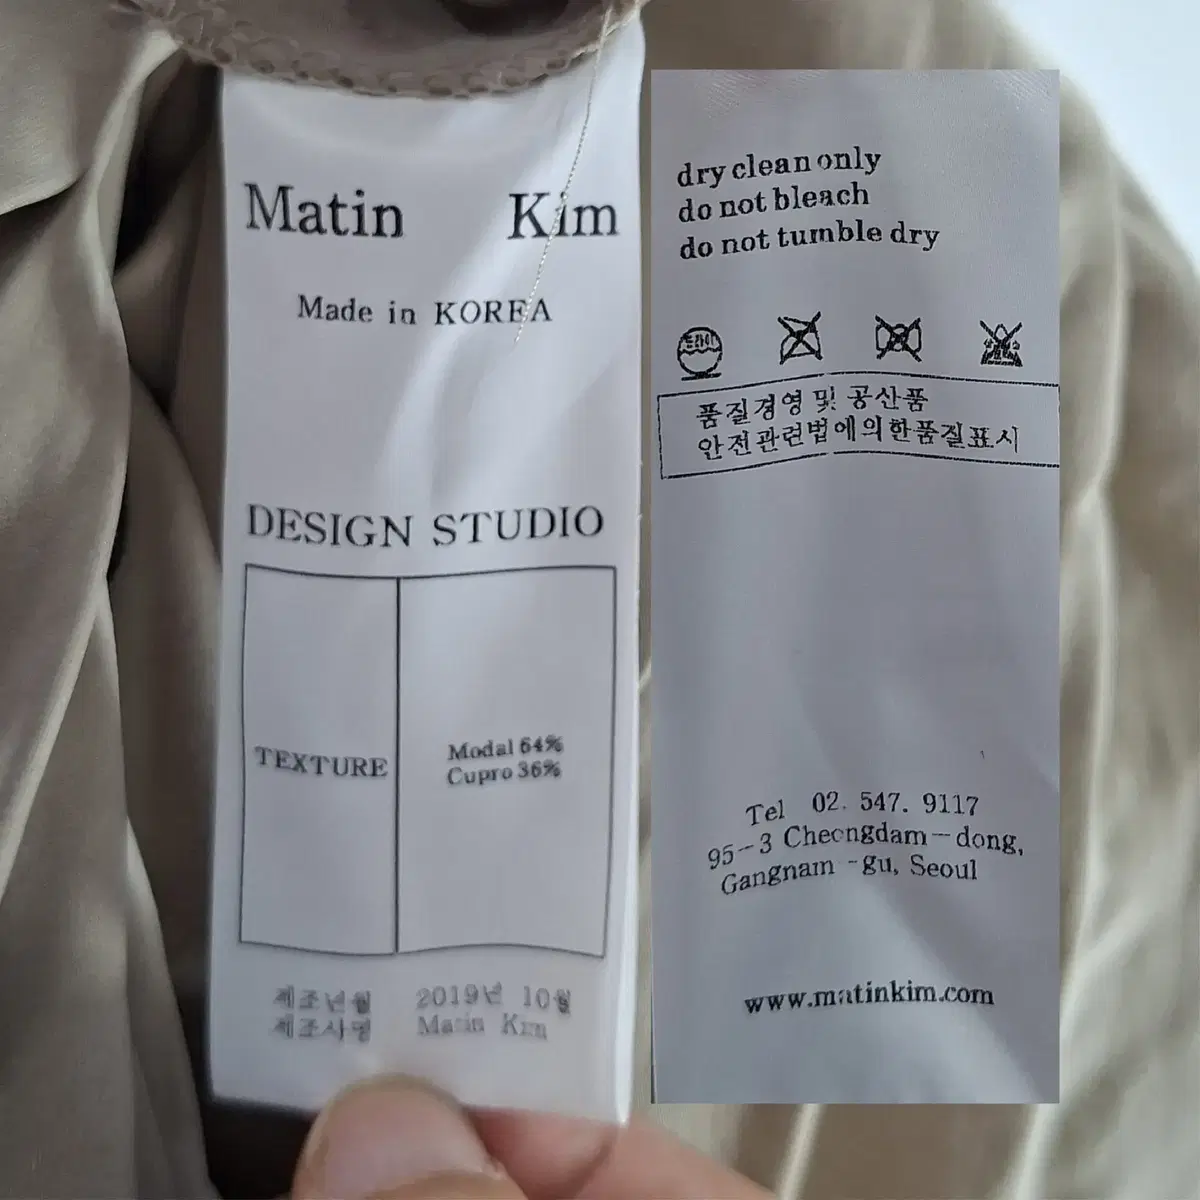 Matin Kim
Made in KOREA
DESIGN STUDIO
TEXTURE
Modal 64%
Cupro 36%
제조년월 2019년 10월
제조사명 Matin Kim
dry clean only
do not bleach
do not tumble dry
드라이
품질경영 및 공산품
안전관리법에의한품질표시
Tel 02. 547. 9117
95-3 Cheongdam-dong,
Gangnam -gu, Seoul
www.matinkim.com